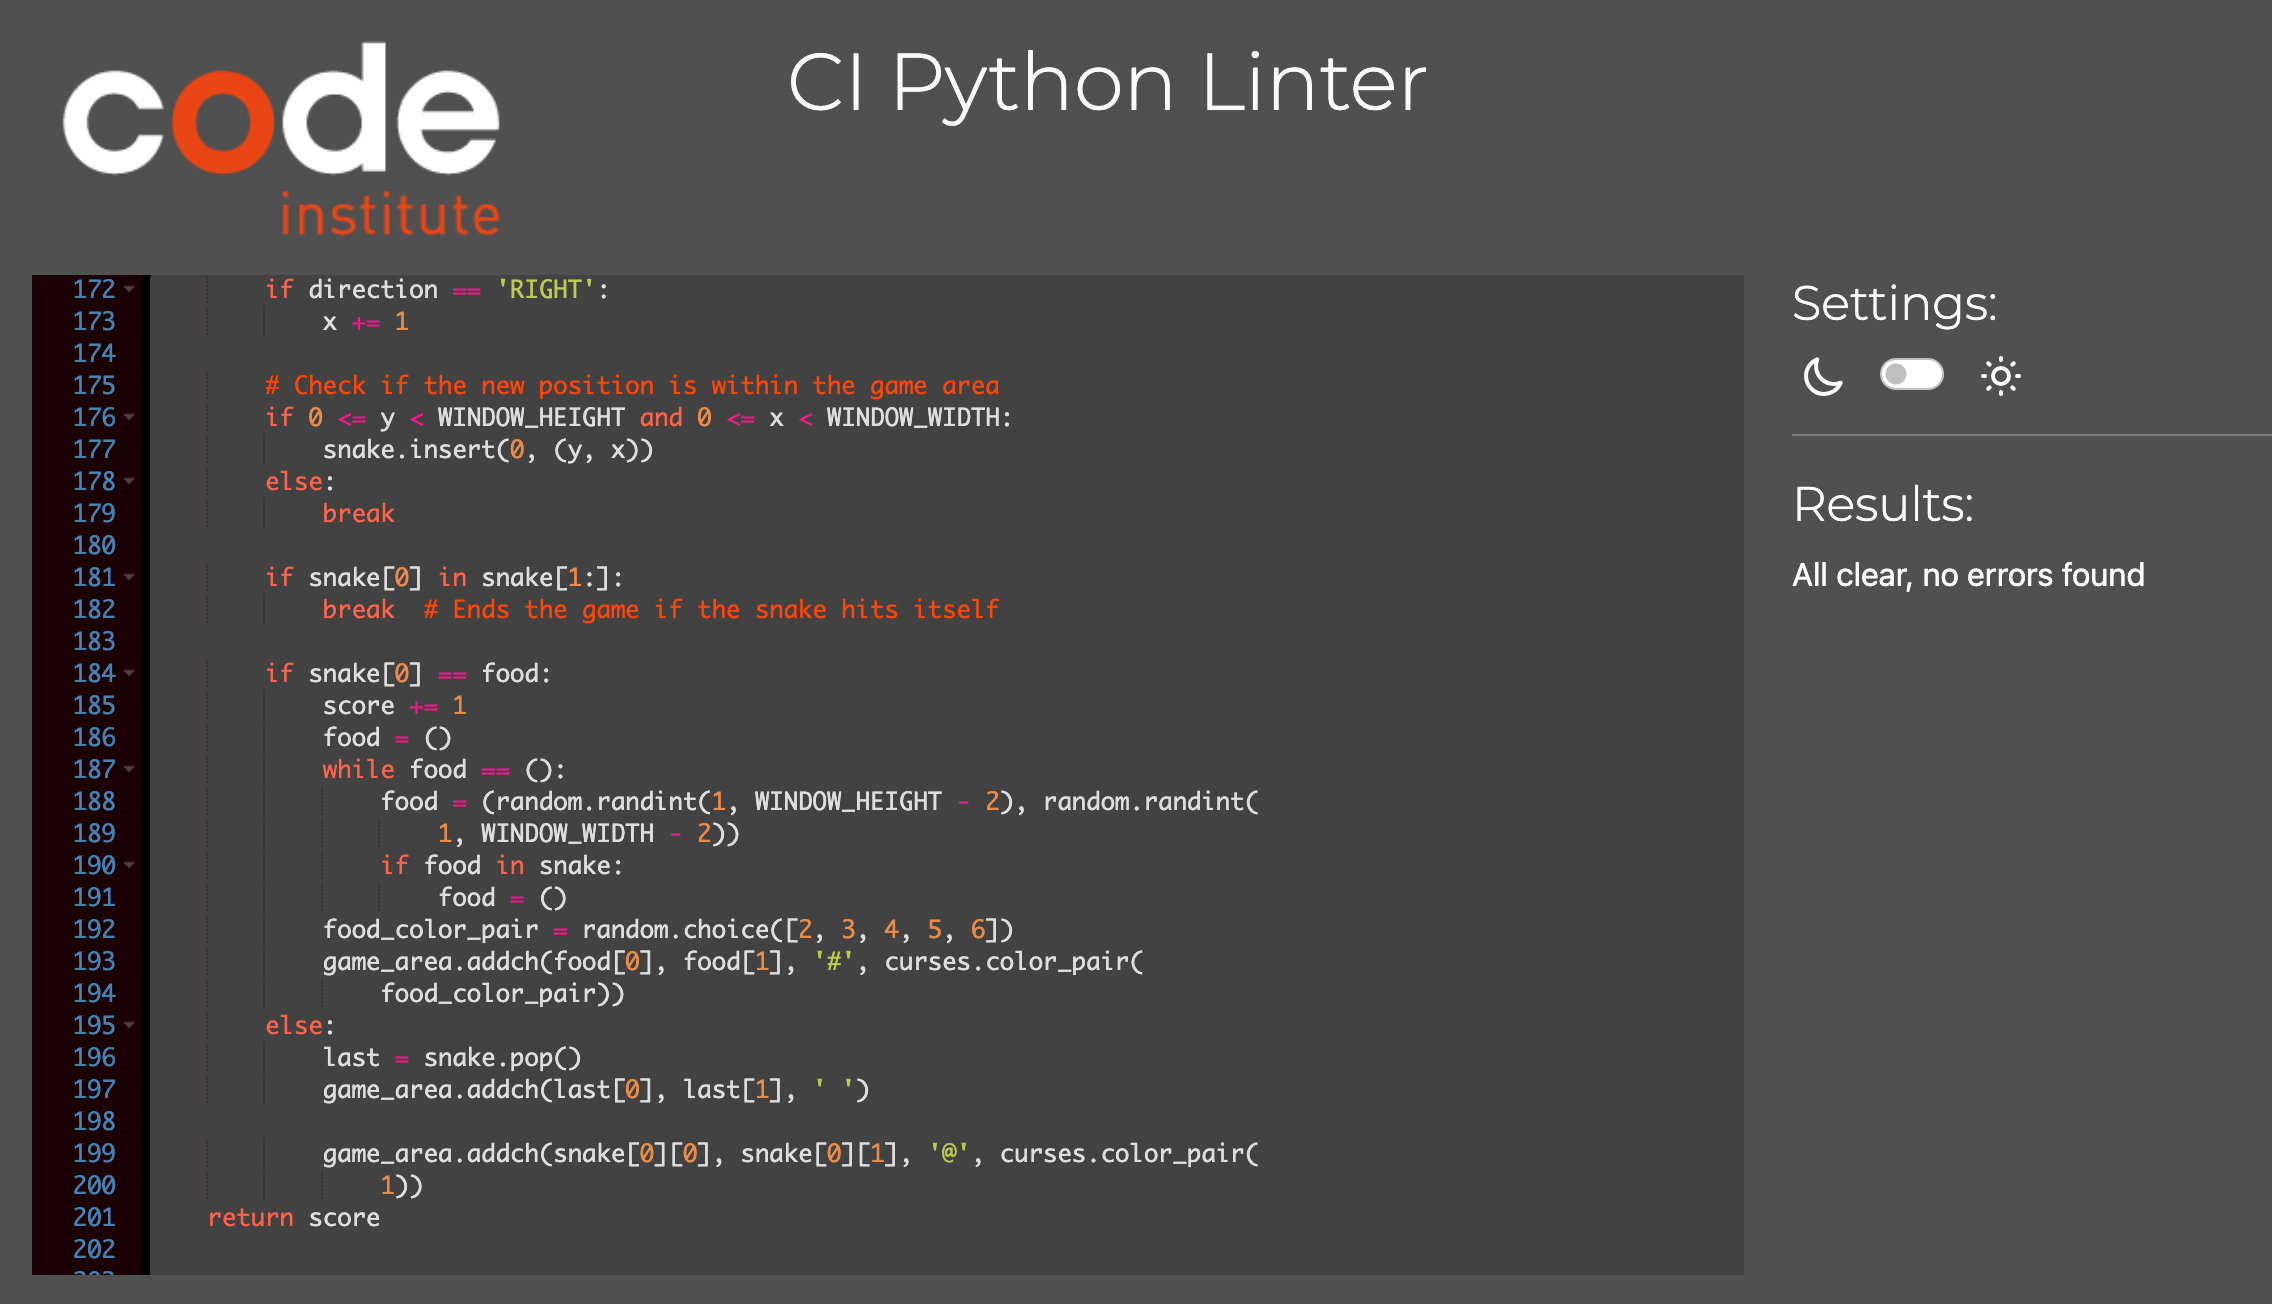 code
institute
CI Python Linter
172 if direction == 'RIGHT':
173 x += 1
174
175 # Check if the new position is within the game area
176 if 0 <= y < WINDOW_HEIGHT and 0 <= x < WINDOW_WIDTH:
177 snake.insert(0, (y, x))
178 else:
179 break
180
181 if snake[0] in snake[1:]:
182 break  # Ends the game if the snake hits itself
183
184 if snake[0] == food:
185 score += 1
186 food = ()
187 while food == ():
188 food = (random.randint(1, WINDOW_HEIGHT - 2), random.randint(
189 1, WINDOW_WIDTH - 2))
190 if food in snake:
191 food = ()
192 food_color_pair = random.choice([2, 3, 4, 5, 6])
193 game_area.addch(food[0], food[1], '#', curses.color_pair(
194 food_color_pair))
195 else:
196 last = snake.pop()
197 game_area.addch(last[0], last[1], ' ')
198
199 game_area.addch(snake[0][0], snake[0][1], '@', curses.color_pair(
200 1))
201 return score
202
Settings:
Results:
All clear, no errors found